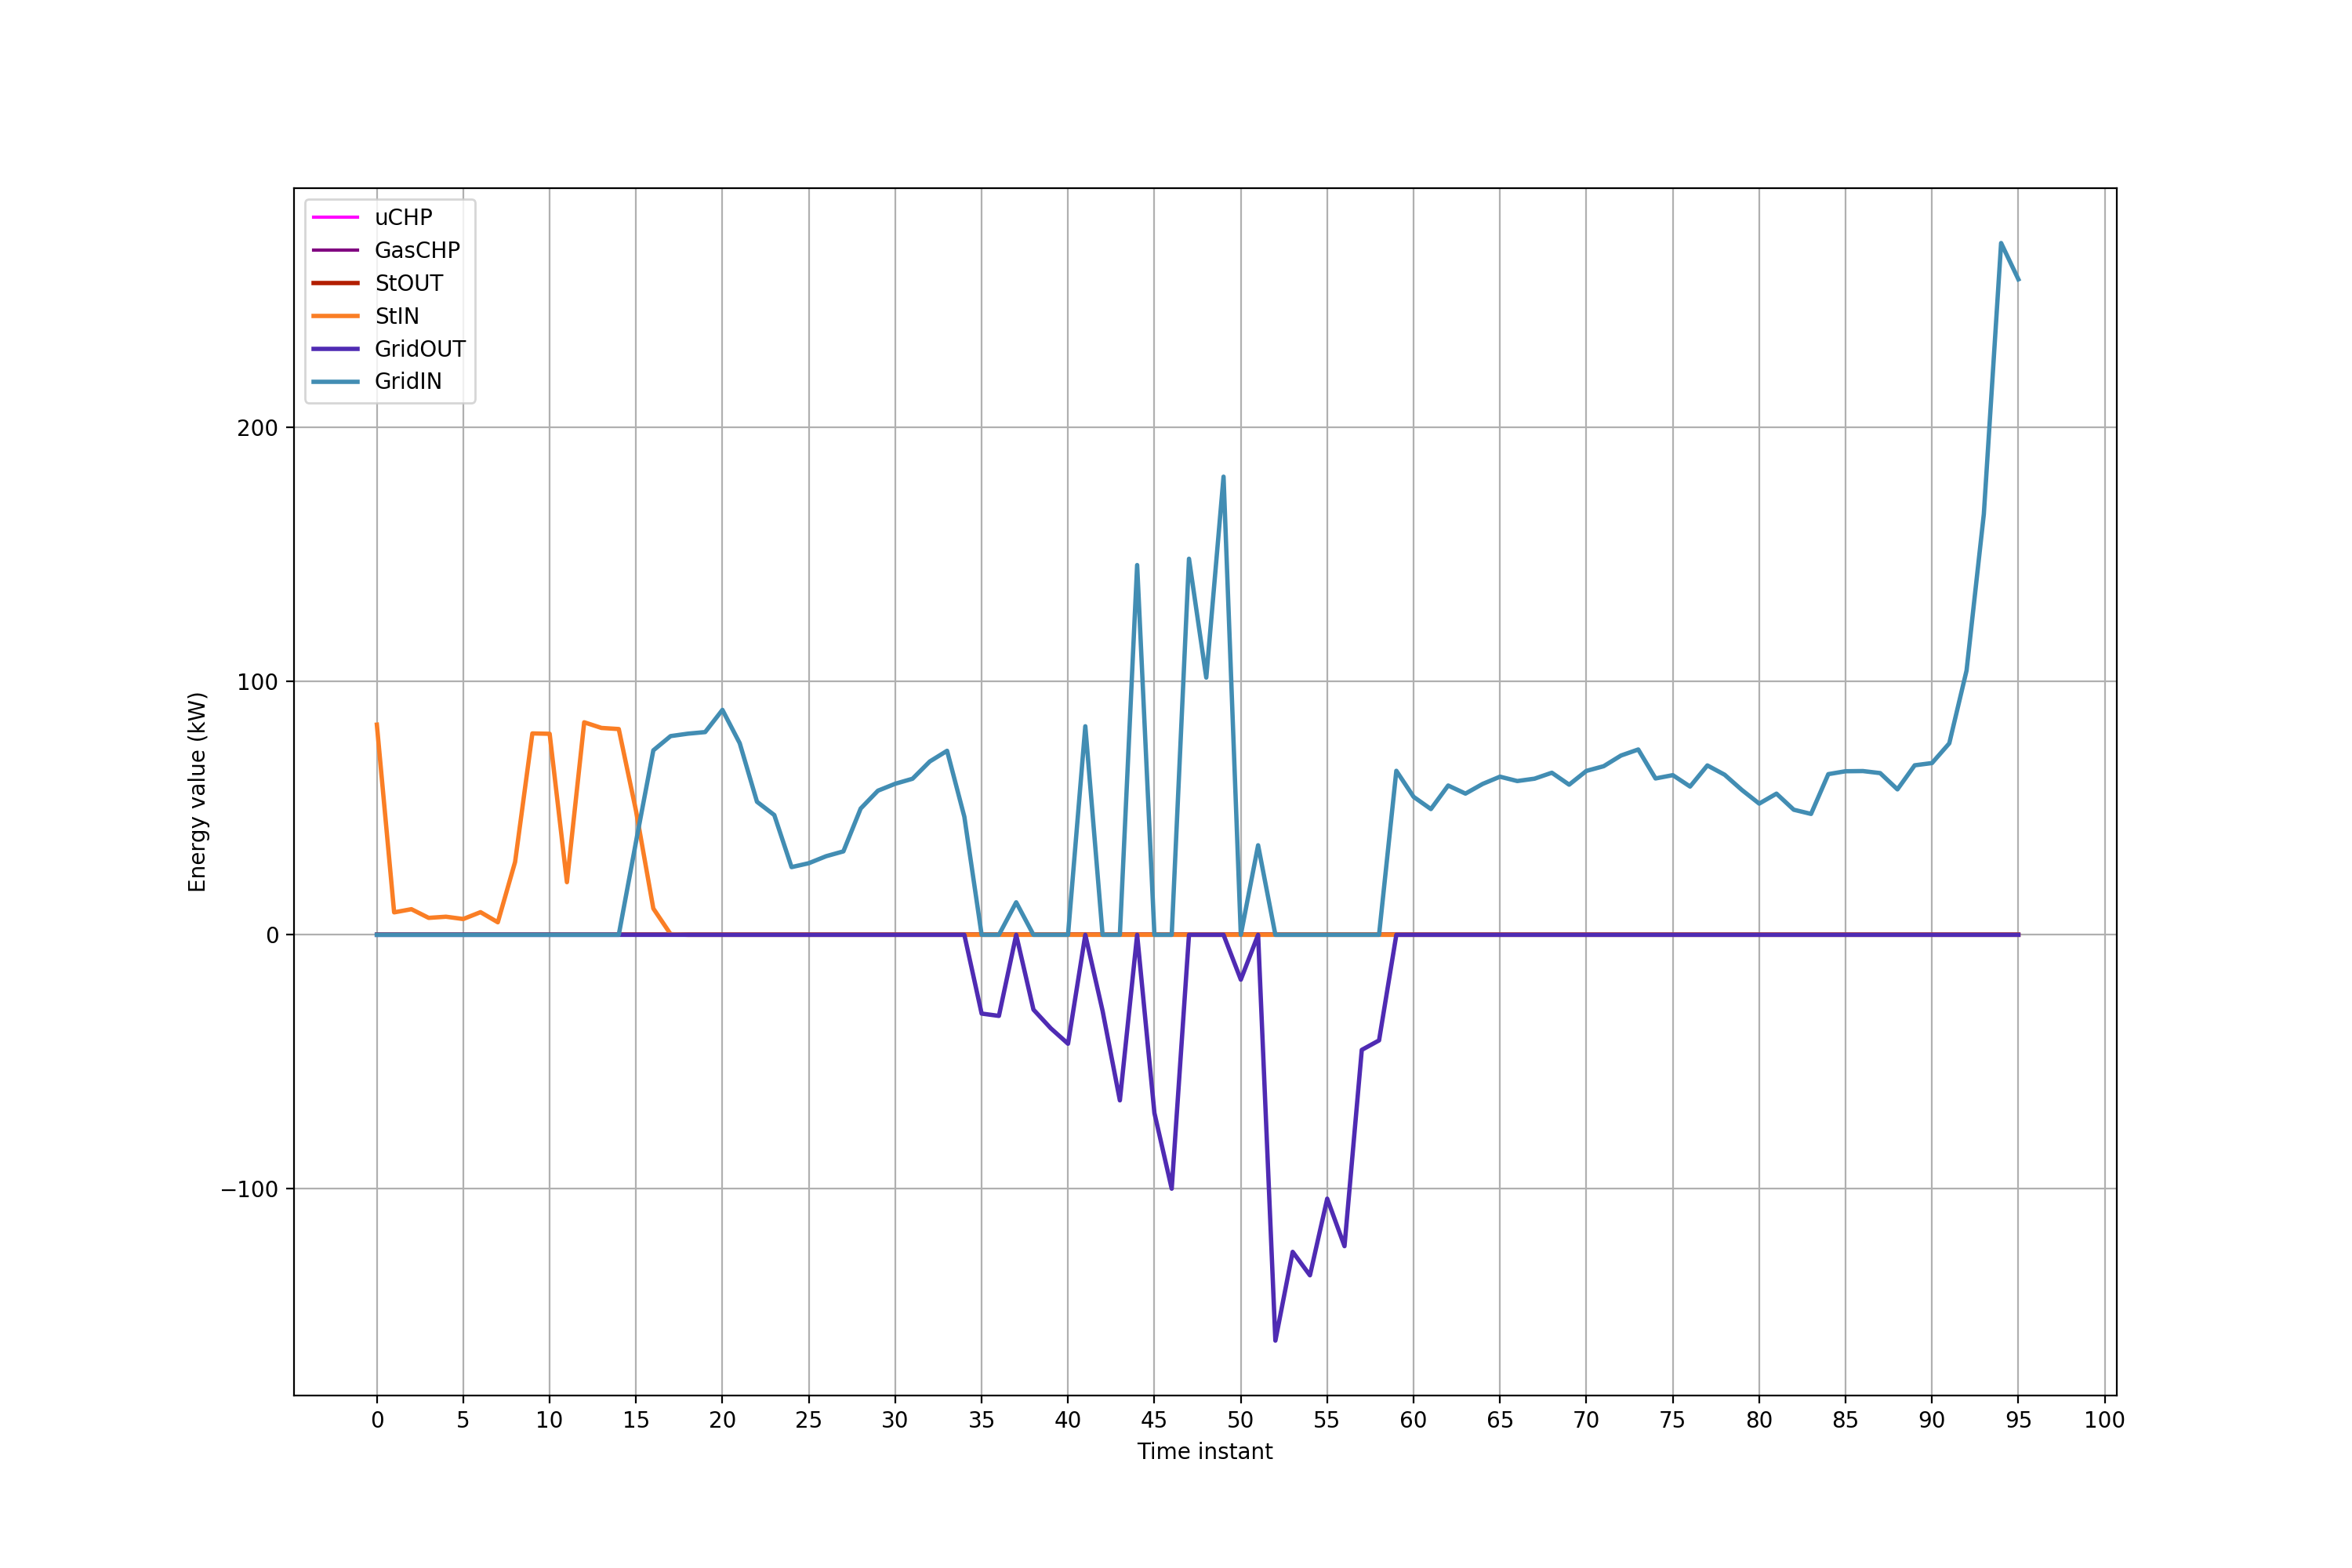 uCHP
GasCHP
StOUT
StIN
GridOUT
GridIN
200
100
0
−100
Energy value (kW)
0 5 10 15 20 25 30 35 40 45 50 55 60 65 70 75 80 85 90 95 100
Time instant